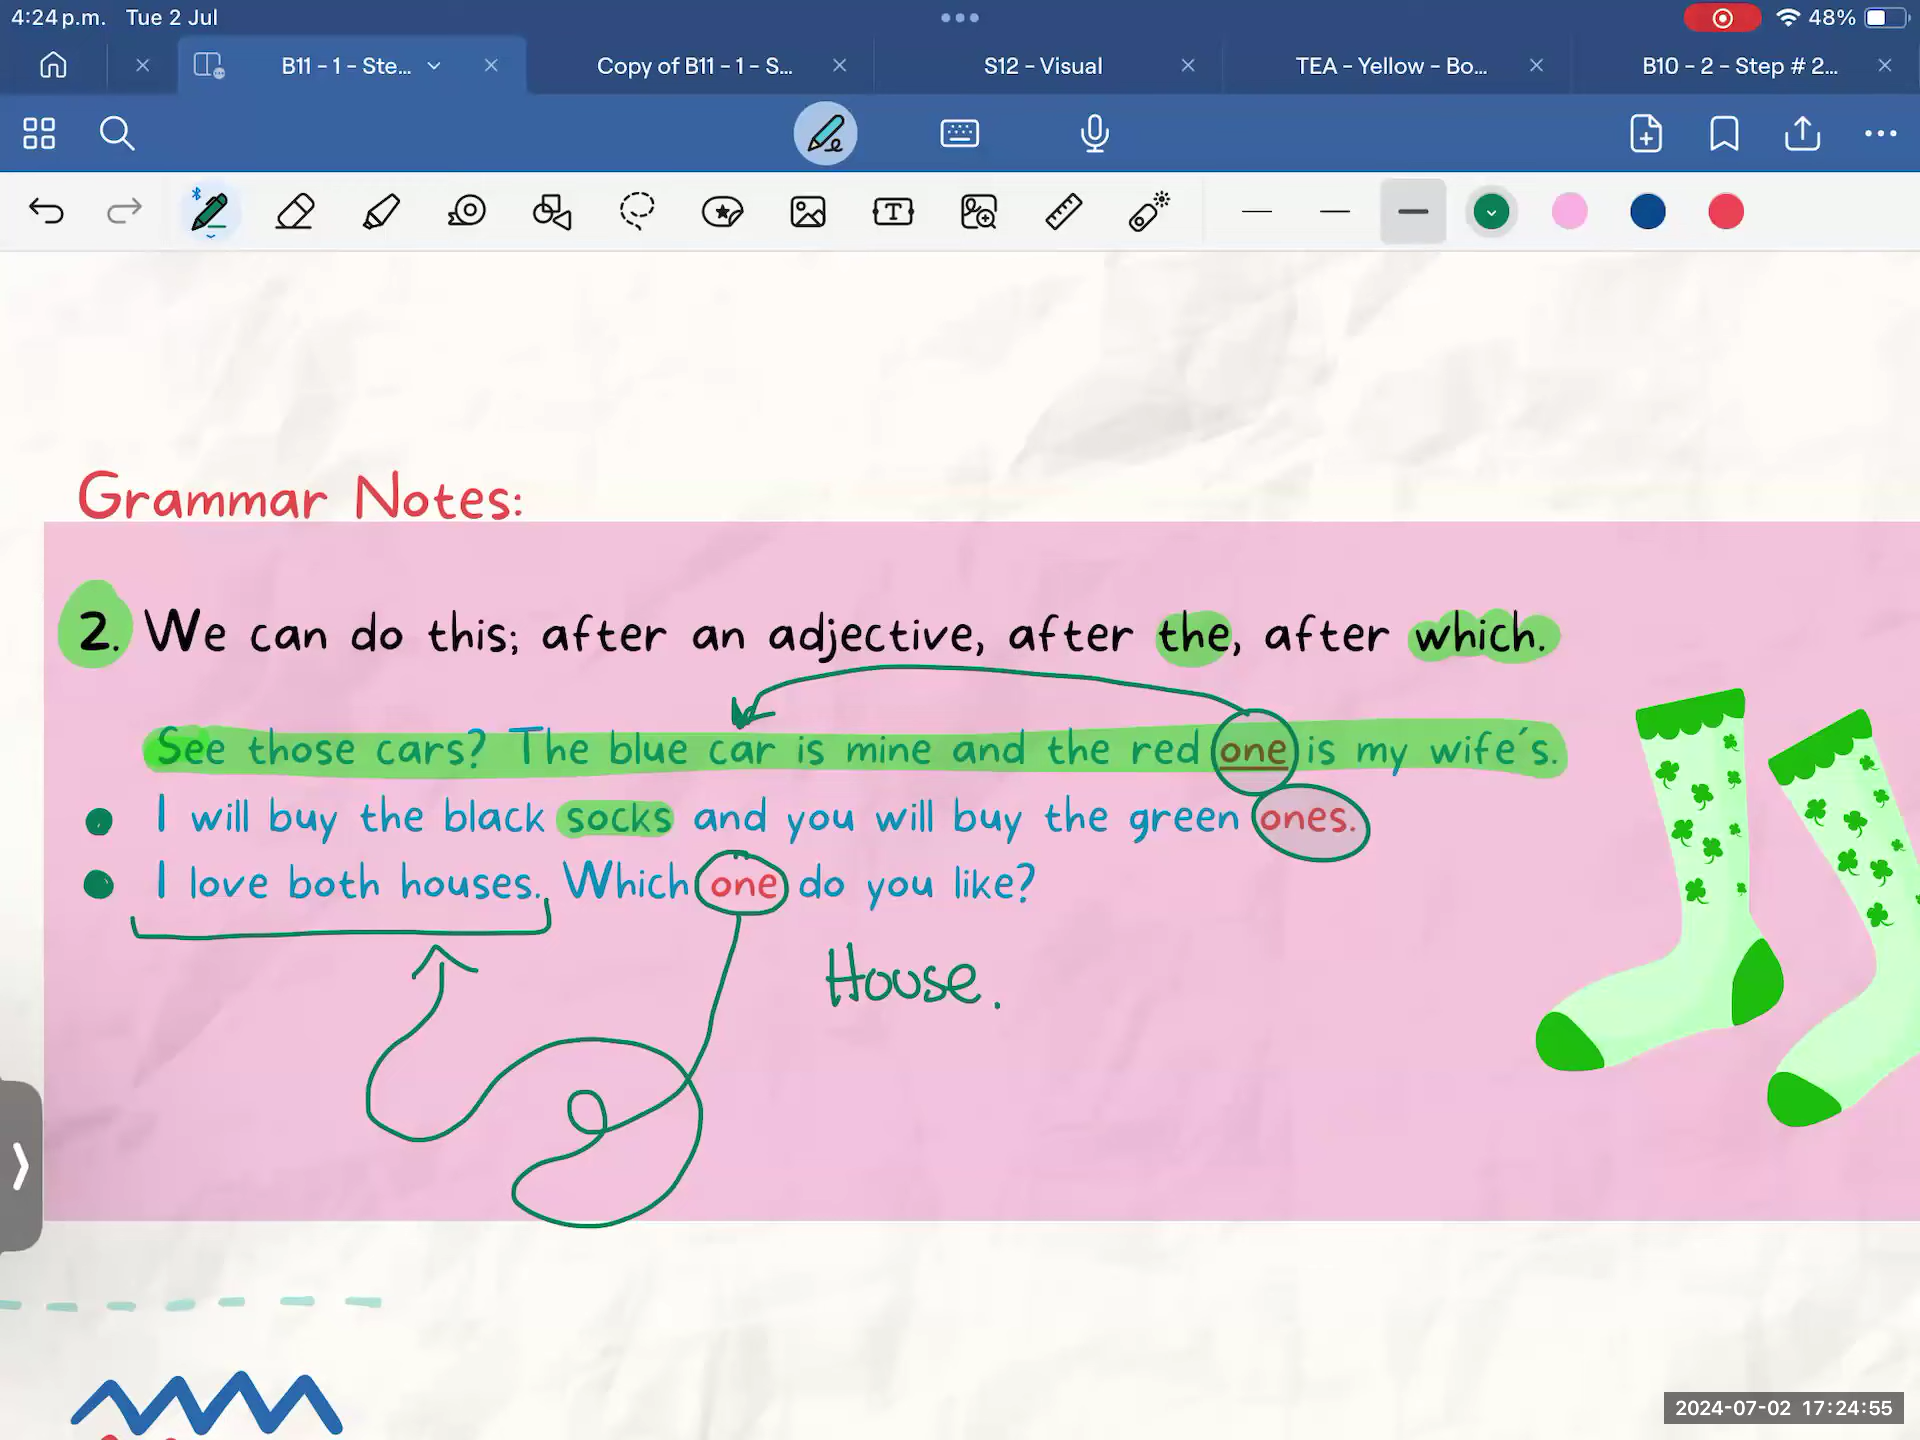 4:24 p.m. Tue 2 Jul
48%
B11 - 1 - Ste...
Copy of B11 - 1 - S...
S12 - Visual
TEA - Yellow - Bo...
B10 - 2 - Step # 2...
Grammar Notes:
2. We can do this; after an adjective, after the, after which.
See those cars? The blue car is mine and the red one is my wife's.
I will buy the black socks and you will buy the green ones.
I love both houses. Which one do you like?
House.
2024-07-02 17:24:55